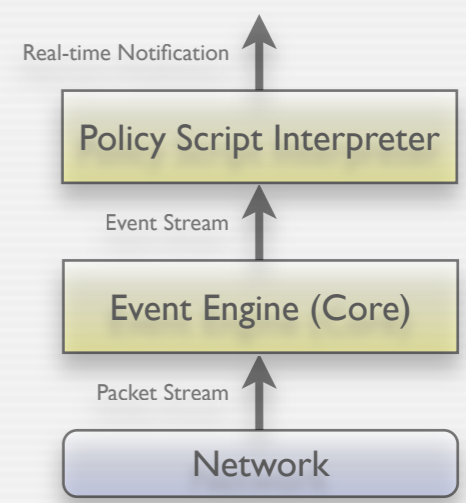 Real-time Notification
Policy Script Interpreter
Event Stream
Event Engine (Core)
Packet Stream
Network